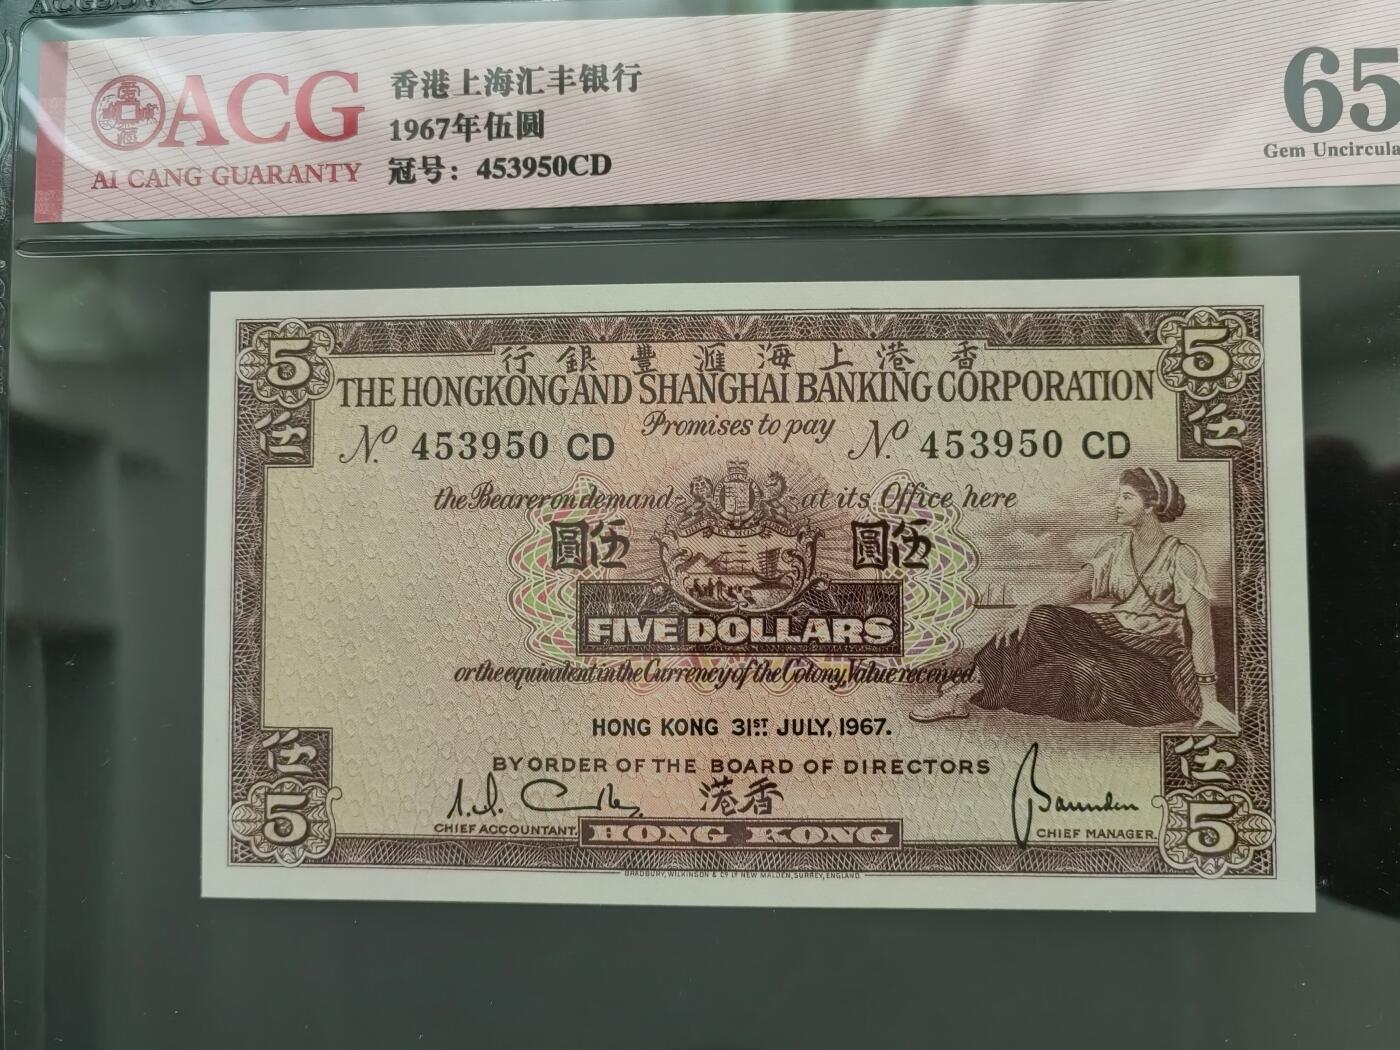 ACG
AI CANG GUARANTY
香港上海汇丰银行
1967年伍圆
冠号：453950CD
65
Gem Uncircula
5
伍
5
伍
行銀豐滙海上港香
THE HONGKONG AND SHANGHAI BANKING CORPORATION
Promises to pay
No 453950 CD
No 453950 CD
the Bearer on demand
at its Office here
圓伍
圓伍
FIVE DOLLARS
or the equivalent in the Currency of the Colony, Value received.
HONG KONG 31ST JULY, 1967.
BY ORDER OF THE BOARD OF DIRECTORS
港香
CHIEF ACCOUNTANT.
HONG KONG
Saunders
CHIEF MANAGER.
伍
5
伍
5
BRADBURY, WILKINSON & Co. Ld. NEW MALDEN, SURREY, ENGLAND.